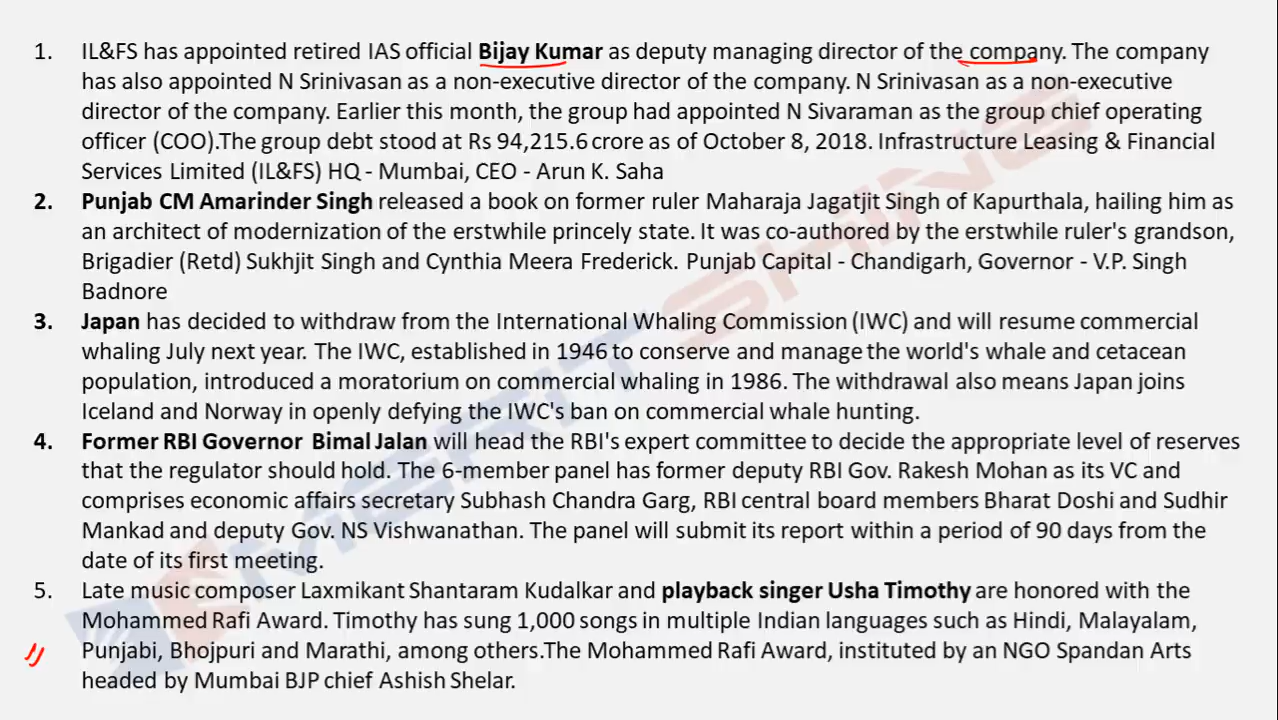 1. IL&FS has appointed retired IAS official Bijay Kumar as deputy managing director of the company. The company
has also appointed N Srinivasan as a non-executive director of the company. N Srinivasan as a non-executive
director of the company. Earlier this month, the group had appointed N Sivaraman as the group chief operating
officer (COO).The group debt stood at Rs 94,215.6 crore as of October 8, 2018. Infrastructure Leasing & Financial
Services Limited (IL&FS) HQ - Mumbai, CEO - Arun K. Saha
2. Punjab CM Amarinder Singh released a book on former ruler Maharaja Jagatjit Singh of Kapurthala, hailing him as
an architect of modernization of the erstwhile princely state. It was co-authored by the erstwhile ruler's grandson,
Brigadier (Retd) Sukhjit Singh and Cynthia Meera Frederick. Punjab Capital - Chandigarh, Governor - V.P. Singh
Badnore
3. Japan has decided to withdraw from the International Whaling Commission (IWC) and will resume commercial
whaling July next year. The IWC, established in 1946 to conserve and manage the world's whale and cetacean
population, introduced a moratorium on commercial whaling in 1986. The withdrawal also means Japan joins
Iceland and Norway in openly defying the IWC's ban on commercial whale hunting.
4. Former RBI Governor Bimal Jalan will head the RBI's expert committee to decide the appropriate level of reserves
that the regulator should hold. The 6-member panel has former deputy RBI Gov. Rakesh Mohan as its VC and
comprises economic affairs secretary Subhash Chandra Garg, RBI central board members Bharat Doshi and Sudhir
Mankad and deputy Gov. NS Vishwanathan. The panel will submit its report within a period of 90 days from the
date of its first meeting.
5. Late music composer Laxmikant Shantaram Kudalkar and playback singer Usha Timothy are honored with the
Mohammed Rafi Award. Timothy has sung 1,000 songs in multiple Indian languages such as Hindi, Malayalam,
Punjabi, Bhojpuri and Marathi, among others.The Mohammed Rafi Award, instituted by an NGO Spandan Arts
headed by Mumbai BJP chief Ashish Shelar.
MERITSHINE